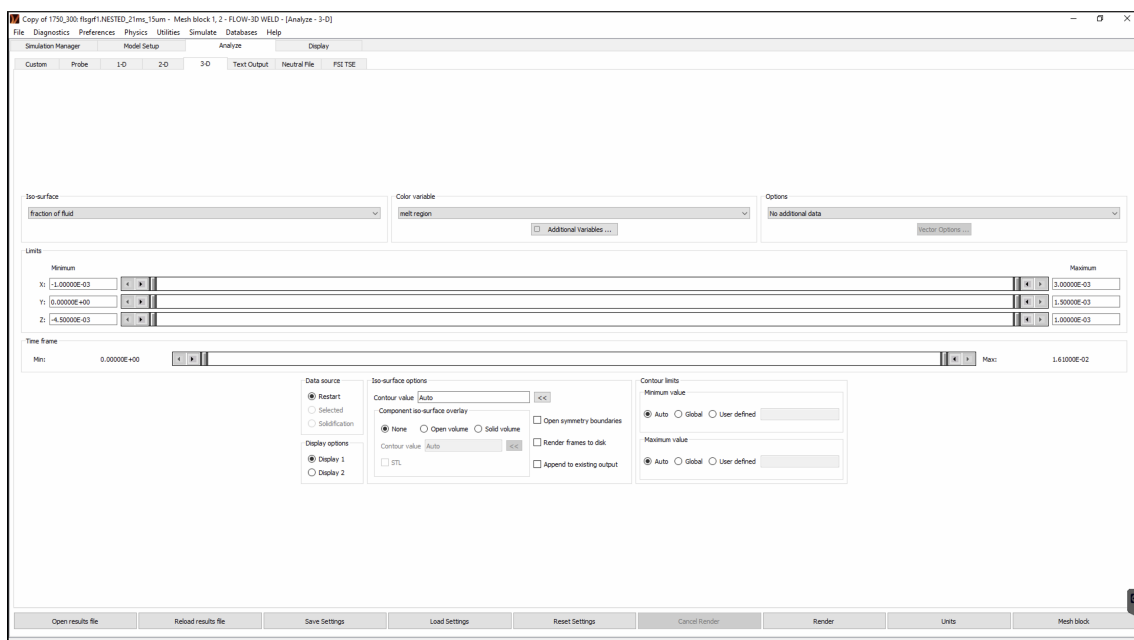 Copy of 1750_300: flsgrf1.NESTED_21ms_15um - Mesh block 1, 2 - FLOW-3D WELD - [Analyze - 3-D]
File Diagnostics Preferences Physics Utilities Simulate Databases Help
Simulation Manager Model Setup Analyze Display
Custom Probe 1-D 2-D 3-D Text Output Neutral File FSI TSE
Iso-surface Color variable Options
fraction of fluid melt region No additional data
Additional Variables ... Vector Options ...
Limits
Minimum Maximum
X: -1.00000E-03 3.00000E-03
Y: 0.00000E+00 1.50000E-03
Z: -4.50000E-03 1.00000E-03
Time frame
Min: 0.00000E+00 Max: 1.61000E-02
Data source Iso-surface options Contour limits
Restart Contour value Auto << Minimum value
Selected Component iso-surface overlay Auto Global User defined
Solidification None Open volume Solid volume Open symmetry boundaries
Display options Contour value Auto << Render frames to disk Maximum value
Display 1 STL Append to existing output Auto Global User defined
Display 2
Open results file Reload results file Save Settings Load Settings Reset Settings Cancel Render Render Units Mesh block